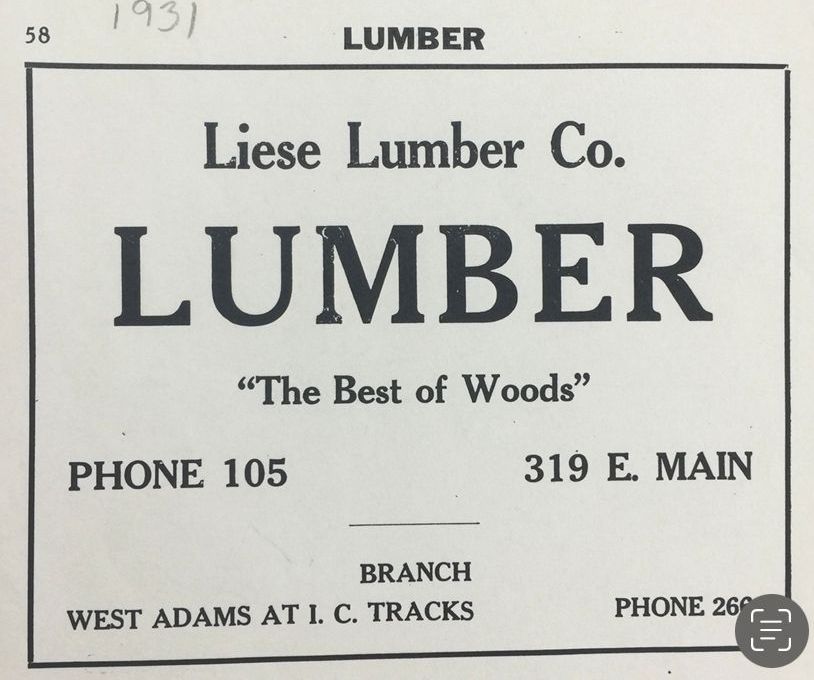 1931
58 LUMBER
Liese Lumber Co.
LUMBER
“The Best of Woods”
PHONE 105 319 E. MAIN
BRANCH
WEST ADAMS AT I. C. TRACKS PHONE